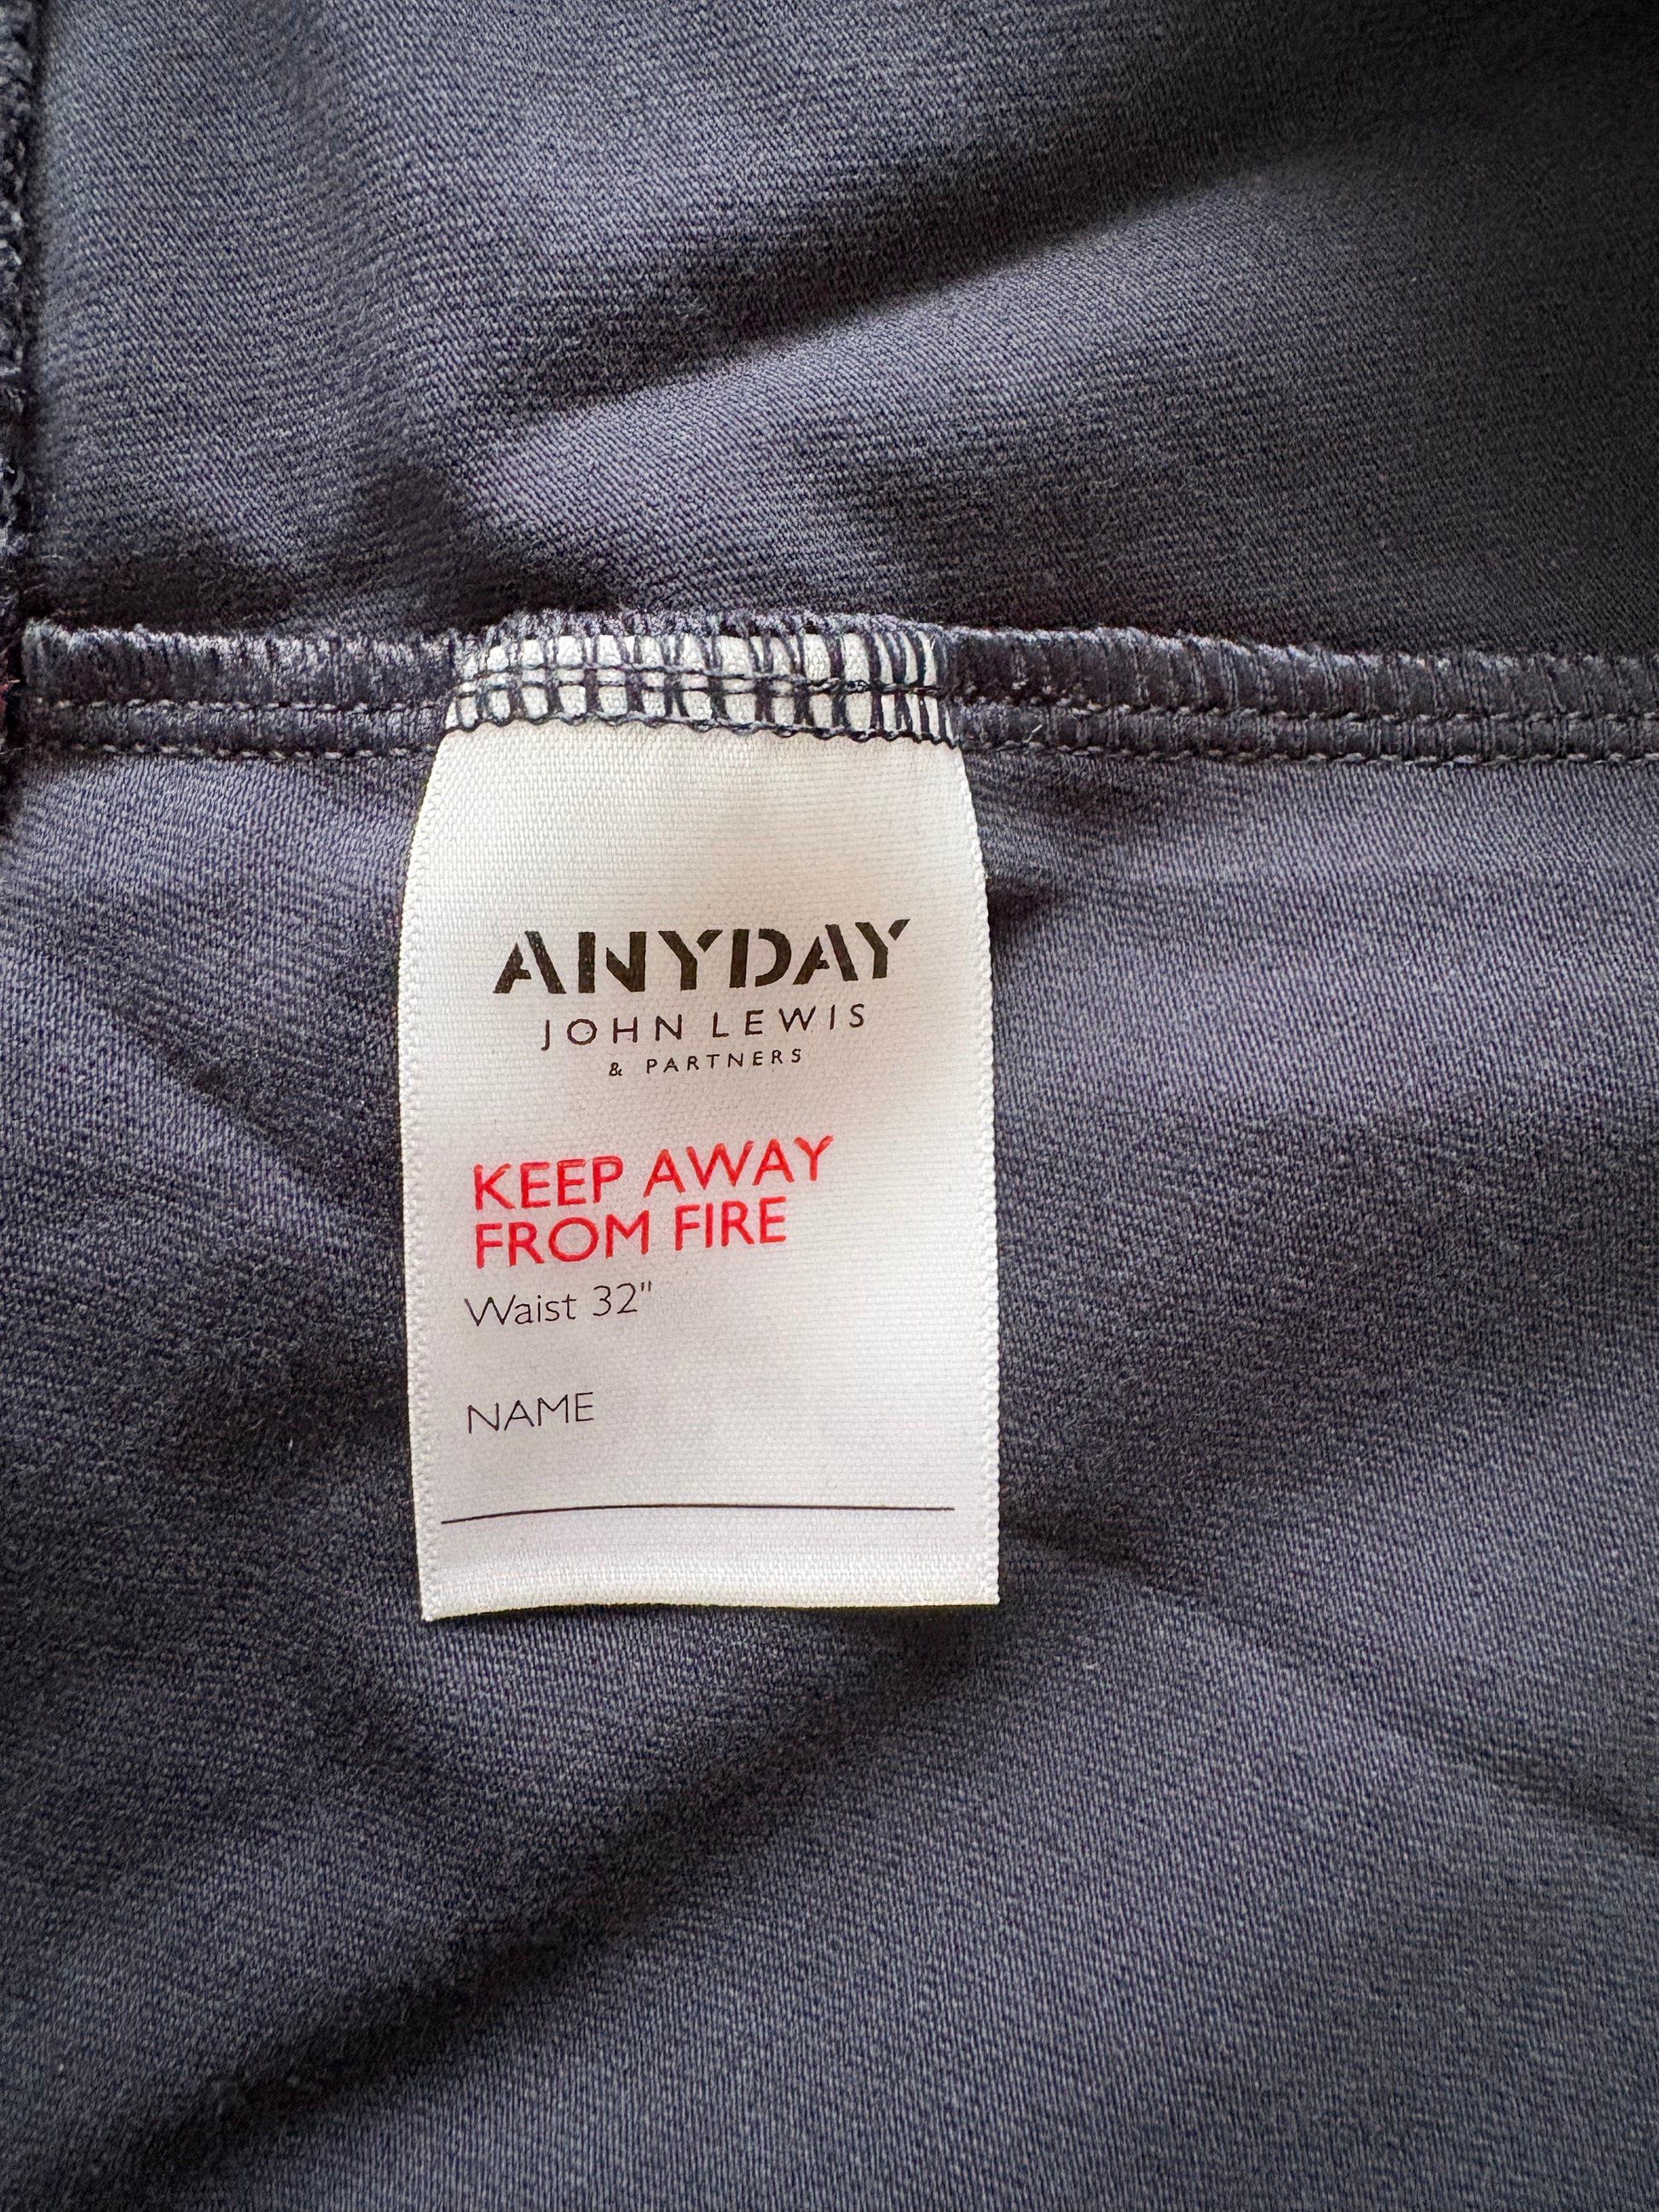 ANYDAY
JOHN LEWIS
& PARTNERS
KEEP AWAY
FROM FIRE
Waist 32"
NAME